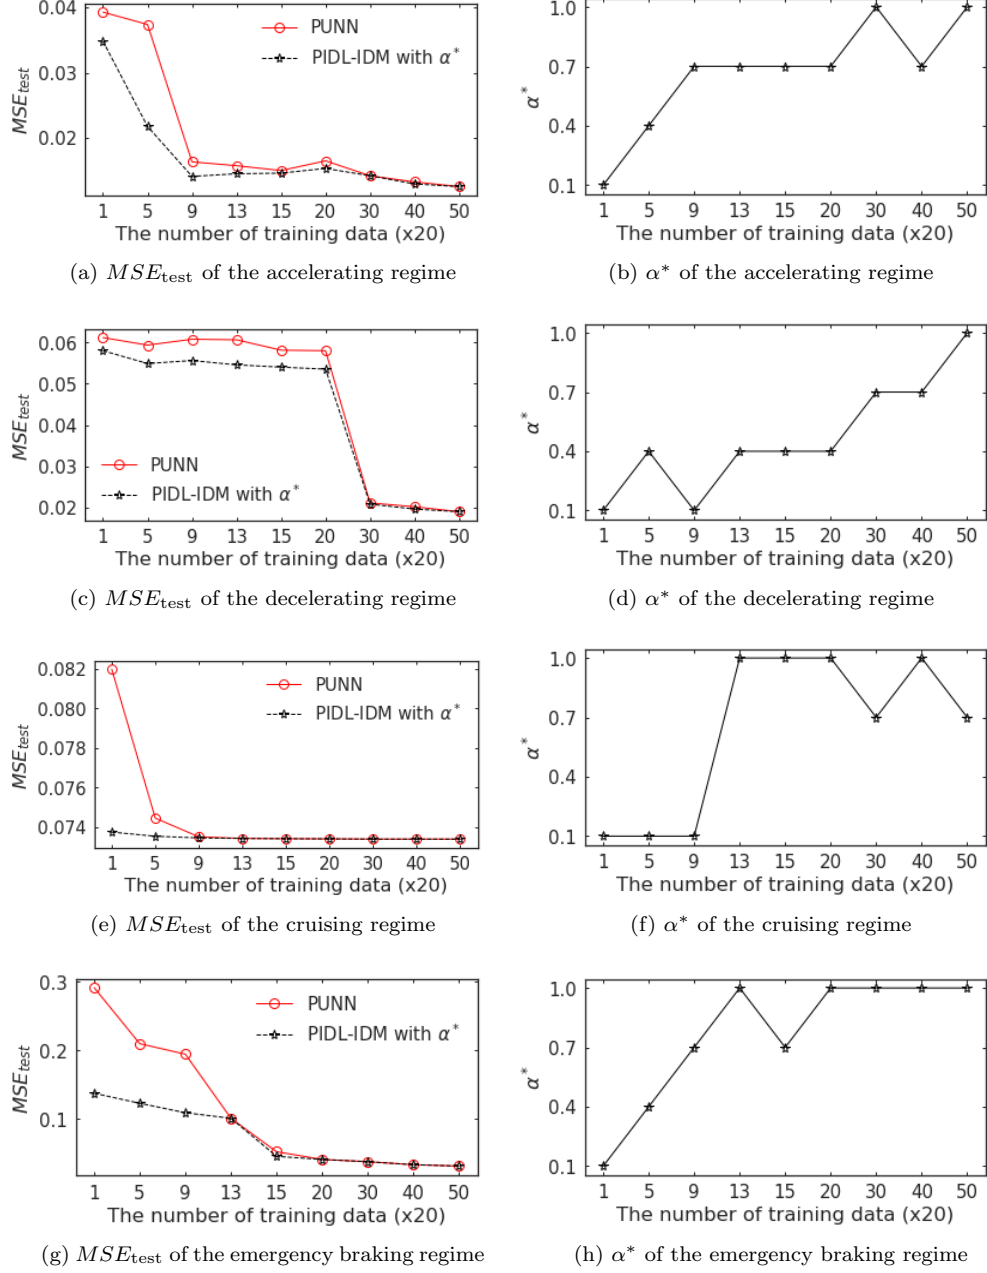 0.04
0.03
0.02
MSE_test
PUNN
PIDL-IDM with α*
1 5 9 13 15 20 30 40 50
The number of training data (x20)
(a) MSE_test of the accelerating regime
1.0
0.7
0.4
0.1
α*
1 5 9 13 15 20 30 40 50
The number of training data (x20)
(b) α* of the accelerating regime
0.06
0.05
0.04
0.03
0.02
MSE_test
PUNN
PIDL-IDM with α*
1 5 9 13 15 20 30 40 50
The number of training data (x20)
(c) MSE_test of the decelerating regime
1.0
0.7
0.4
0.1
α*
1 5 9 13 15 20 30 40 50
The number of training data (x20)
(d) α* of the decelerating regime
0.082
0.080
0.078
0.076
0.074
MSE_test
PUNN
PIDL-IDM with α*
1 5 9 13 15 20 30 40 50
The number of training data (x20)
(e) MSE_test of the cruising regime
1.0
0.7
0.4
0.1
α*
1 5 9 13 15 20 30 40 50
The number of training data (x20)
(f) α* of the cruising regime
0.3
0.2
0.1
MSE_test
PUNN
PIDL-IDM with α*
1 5 9 13 15 20 30 40 50
The number of training data (x20)
(g) MSE_test of the emergency braking regime
1.0
0.7
0.4
0.1
α*
1 5 9 13 15 20 30 40 50
The number of training data (x20)
(h) α* of the emergency braking regime